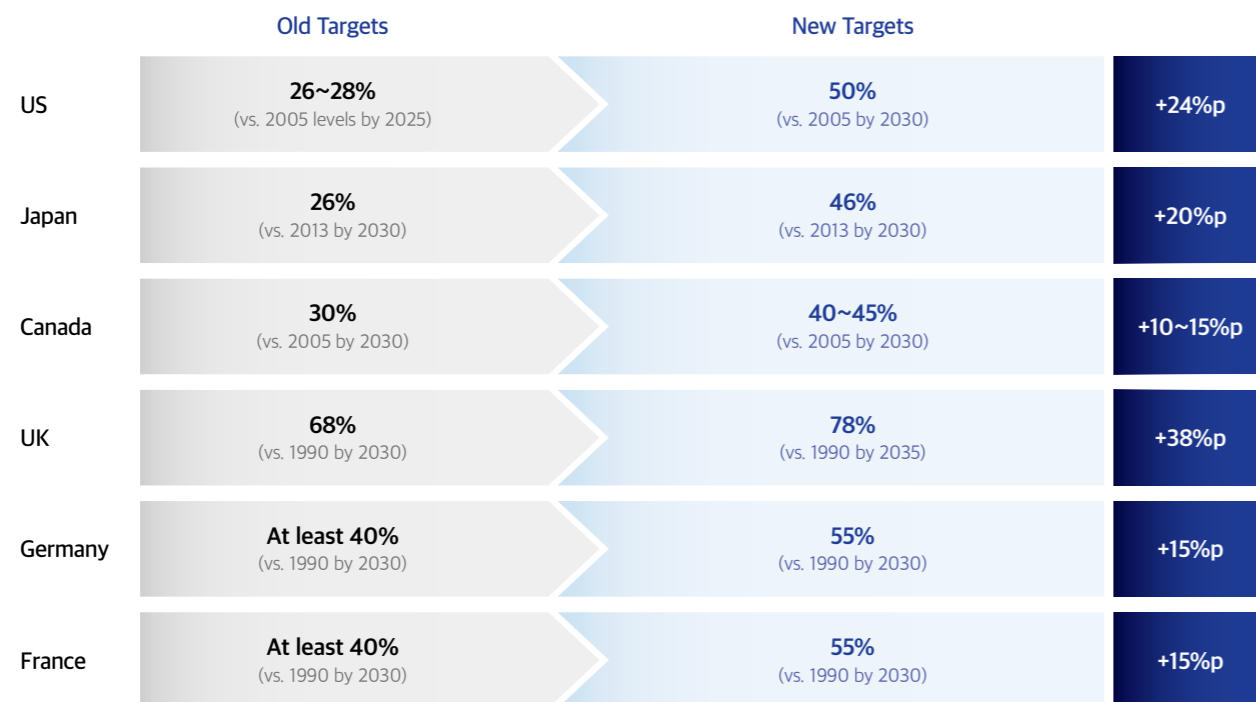 Old Targets
New Targets
US
26~28%
(vs. 2005 levels by 2025)
50%
(vs. 2005 by 2030)
+24%p
Japan
26%
(vs. 2013 by 2030)
46%
(vs. 2013 by 2030)
+20%p
Canada
30%
(vs. 2005 by 2030)
40~45%
(vs. 2005 by 2030)
+10~15%p
UK
68%
(vs. 1990 by 2030)
78%
(vs. 1990 by 2035)
+38%p
Germany
At least 40%
(vs. 1990 by 2030)
55%
(vs. 1990 by 2030)
+15%p
France
At least 40%
(vs. 1990 by 2030)
55%
(vs. 1990 by 2030)
+15%p